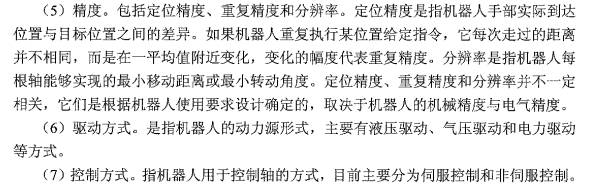 （5）精度。包括定位精度、重复精度和分辨率。定位精度是指机器人手部实际到达
位置与目标位置之间的差异。如果机器人重复执行某位置给定指令，它每次走过的距离
并不相同，而是在一平均值附近变化，变化的幅度代表重复精度。分辨率是指机器人每
根轴能够实现的最小移动距离或最小转动角度。定位精度、重复精度和分辨率并不一定
相关，它们是根据机器人使用要求设计确定的，取决于机器人的机械精度与电气精度。
（6）驱动方式。是指机器人的动力源形式，主要有液压驱动、气压驱动和电力驱动
等方式。
（7）控制方式。指机器人用于控制轴的方式，目前主要分为伺服控制和非伺服控制。